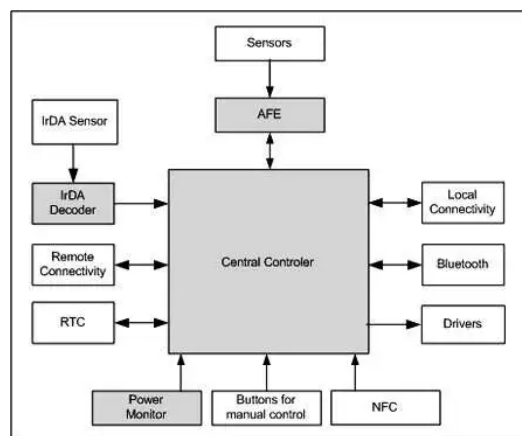 Sensors
AFE
IrDA Sensor
IrDA
Decoder
Remote
Connectivity
RTC
Central Controler
Local
Connectivity
Bluetooth
Drivers
Power
Monitor
Buttons for
manual control
NFC